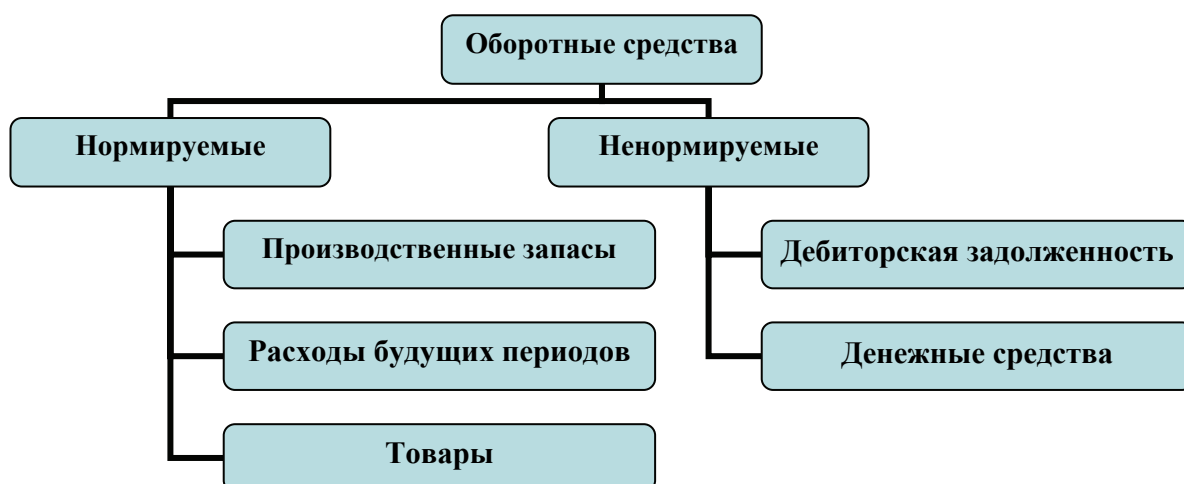 Оборотные средства
Нормируемые
Ненормируемые
Производственные запасы
Дебиторская задолженность
Расходы будущих периодов
Денежные средства
Товары